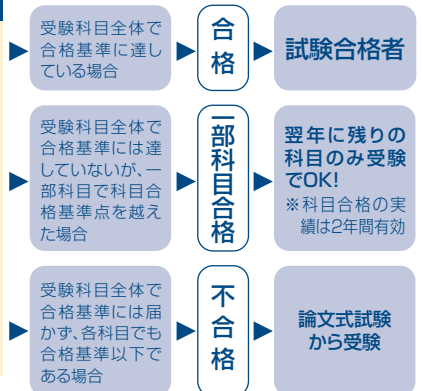 受験科目全体で
合格基準に達し
ている場合
合格
試験合格者
受験科目全体で
合格基準には達
していないが、一
部科目で科目合
格基準点を越え
た場合
一部科目合格
翌年に残りの
科目のみ受験
でOK!
※科目合格の実
績は2年間有効
受験科目全体で
合格基準には届
かず、各科目でも
合格基準以下で
ある場合
不合格
論文式試験
から受験